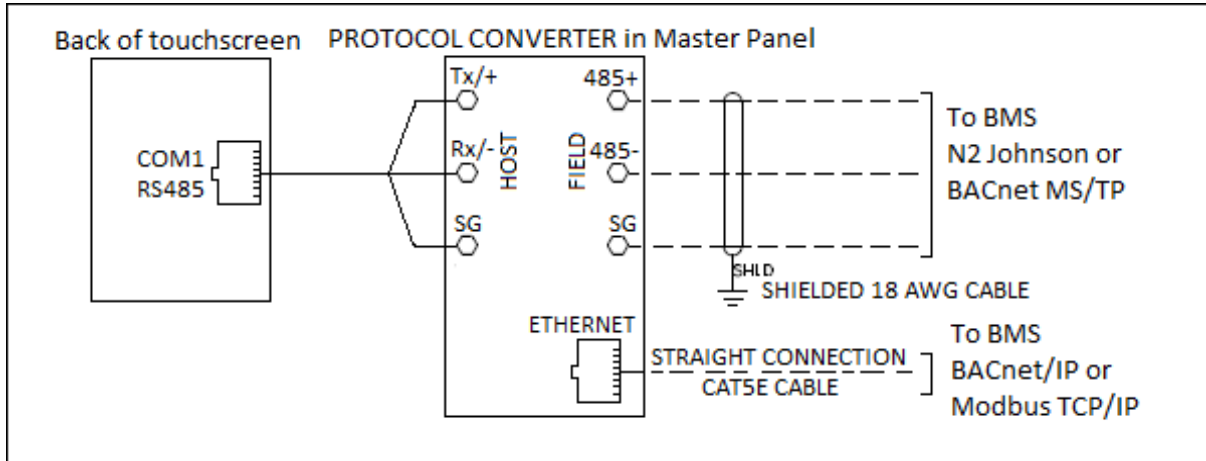 Back of touchscreen
PROTOCOL CONVERTER in Master Panel
COM1
RS485
Tx/+
Rx/-
SG
HOST
FIELD
485+
485-
SG
SHLD
SHIELDED 18 AWG CABLE
To BMS
N2 Johnson or
BACnet MS/TP
ETHERNET
STRAIGHT CONNECTION
CAT5E CABLE
To BMS
BACnet/IP or
Modbus TCP/IP